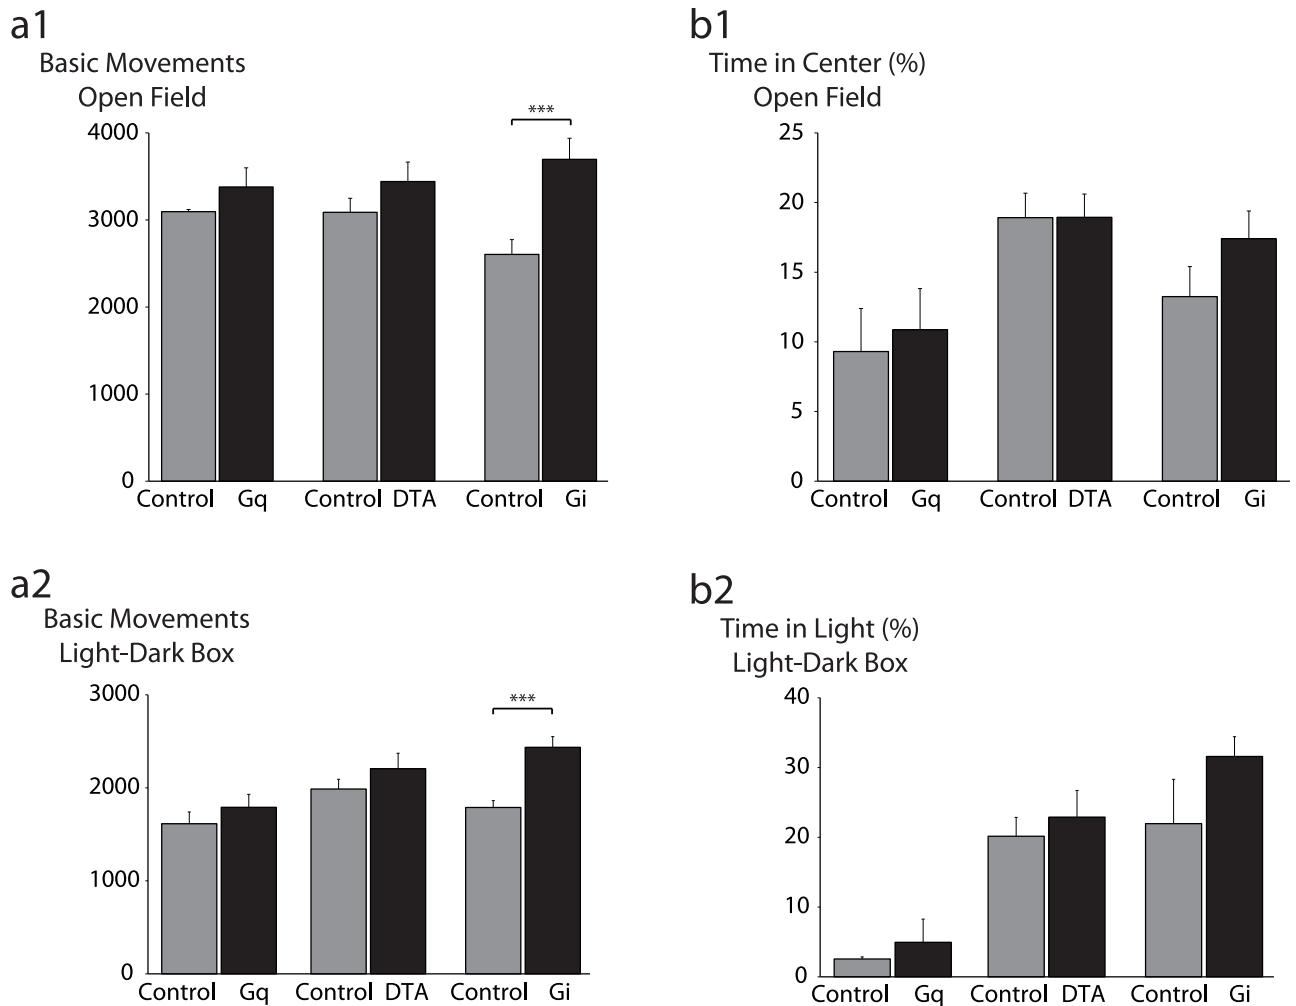 a1
Basic Movements
Open Field
***
4000
3000
2000
1000
0
Control Gq Control DTA Control Gi
b1
Time in Center (%)
Open Field
25
20
15
10
5
0
Control Gq Control DTA Control Gi
a2
Basic Movements
Light-Dark Box
***
3000
2000
1000
0
Control Gq Control DTA Control Gi
b2
Time in Light (%)
Light-Dark Box
40
30
20
10
0
Control Gq Control DTA Control Gi